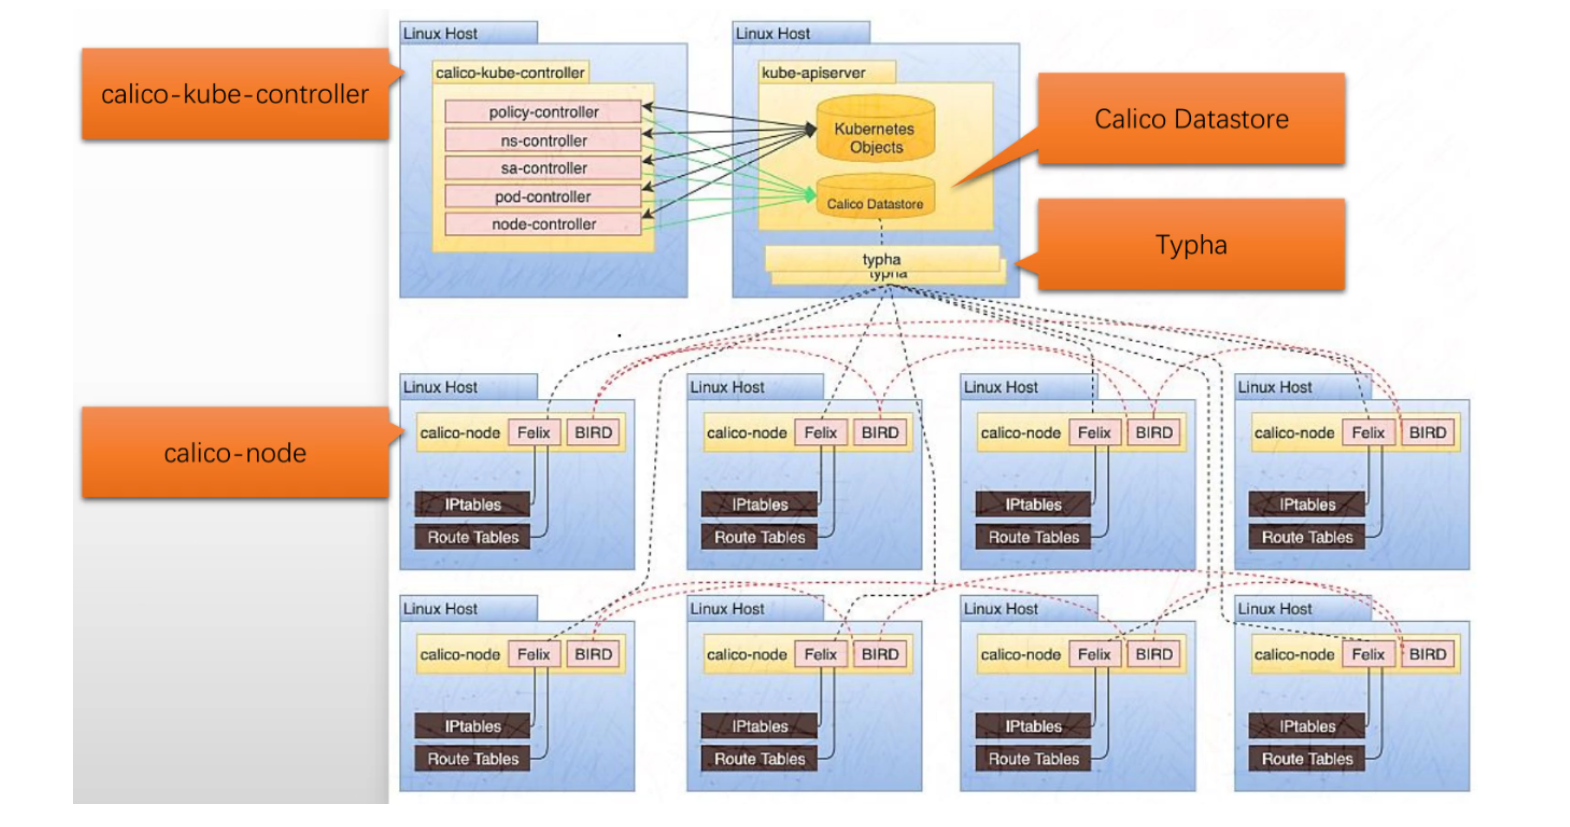 Linux Host
Linux Host
calico-kube-controller
calico-kube-controller
policy-controller
ns-controller
sa-controller
pod-controller
node-controller
kube-apiserver
Kubernetes
Objects
Calico Datastore
Calico Datastore
typha
typha
Typha
calico-node
Linux Host
calico-node Felix BIRD
IPtables
Route Tables
Linux Host
calico-node Felix BIRD
IPtables
Route Tables
Linux Host
calico-node Felix BIRD
IPtables
Route Tables
Linux Host
calico-node Felix BIRD
IPtables
Route Tables
Linux Host
calico-node Felix BIRD
IPtables
Route Tables
Linux Host
calico-node Felix BIRD
IPtables
Route Tables
Linux Host
calico-node Felix BIRD
IPtables
Route Tables
Linux Host
calico-node Felix BIRD
IPtables
Route Tables